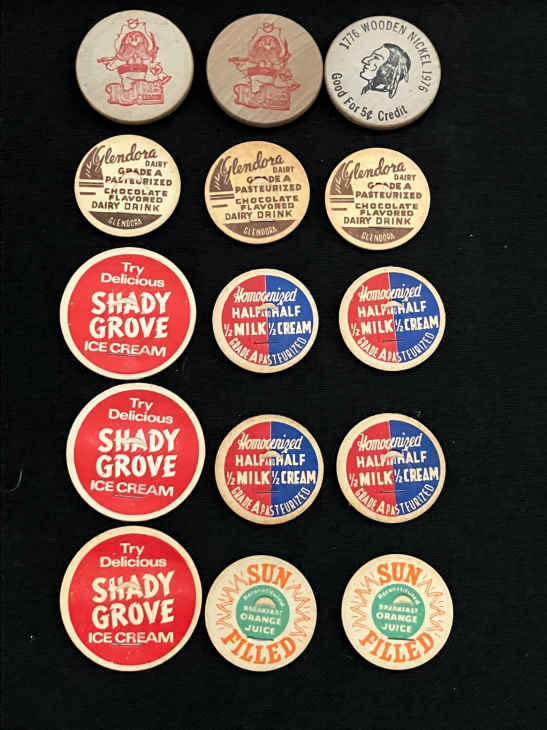 1776 WOODEN NICKEL 1976
Good For 5¢ Credit
Glendora
DAIRY
GRADE A
PASTEURIZED
CHOCOLATE
FLAVORED
DAIRY DRINK
GLENDORA
Glendora
DAIRY
GRADE A
PASTEURIZED
CHOCOLATE
FLAVORED
DAIRY DRINK
GLENDORA
Glendora
DAIRY
GRADE A
PASTEURIZED
CHOCOLATE
FLAVORED
DAIRY DRINK
GLENDORA
Try
Delicious
SHADY
GROVE
ICE CREAM
Homogenized
HALF and HALF
½ MILK ½ CREAM
GRADE A PASTEURIZED
Homogenized
HALF and HALF
½ MILK ½ CREAM
GRADE A PASTEURIZED
Try
Delicious
SHADY
GROVE
ICE CREAM
Homogenized
HALF and HALF
½ MILK ½ CREAM
GRADE A PASTEURIZED
Homogenized
HALF and HALF
½ MILK ½ CREAM
GRADE A PASTEURIZED
Try
Delicious
SHADY
GROVE
ICE CREAM
SUN
Reconstituted
BREAKFAST
ORANGE
JUICE
FILLED
SUN
Reconstituted
BREAKFAST
ORANGE
JUICE
FILLED